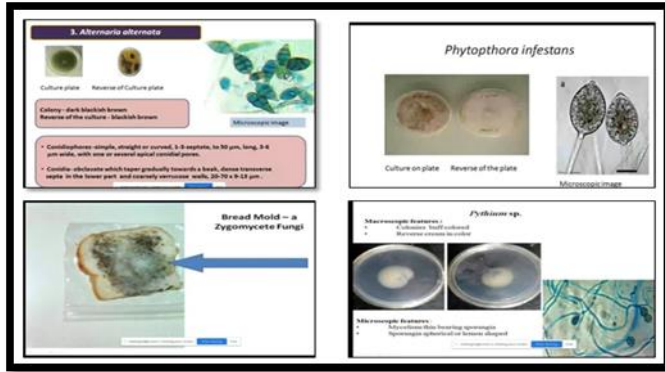 3. Alternaria alternata
Culture plate
Reverse of Culture plate
Microscopic image
Colony - dark blackish brown
Reverse of the culture - blackish brown
• Conidiophores -simple, straight or curved, 1-3-septate, to 50 µm, long, 3-6
µm-wide, with one or several apical conidial pores.
• Conidia- obclavate which taper gradually towards a beak, dense transverse
septa in the lower part and coarsely verrucose walls, 20-70 x 9-18 µm .
Phytopthora infestans
Culture on plate
Reverse of the plate
Microscopic image
Bread Mold – a
Zygomycete Fungi
Pythium sp.
Macroscopic features :
• Colonies buff colored
• Reverse cream in color
Microscopic features :
• Mycelium thin bearing sporangia
• Sporangia spherical or lemon shaped